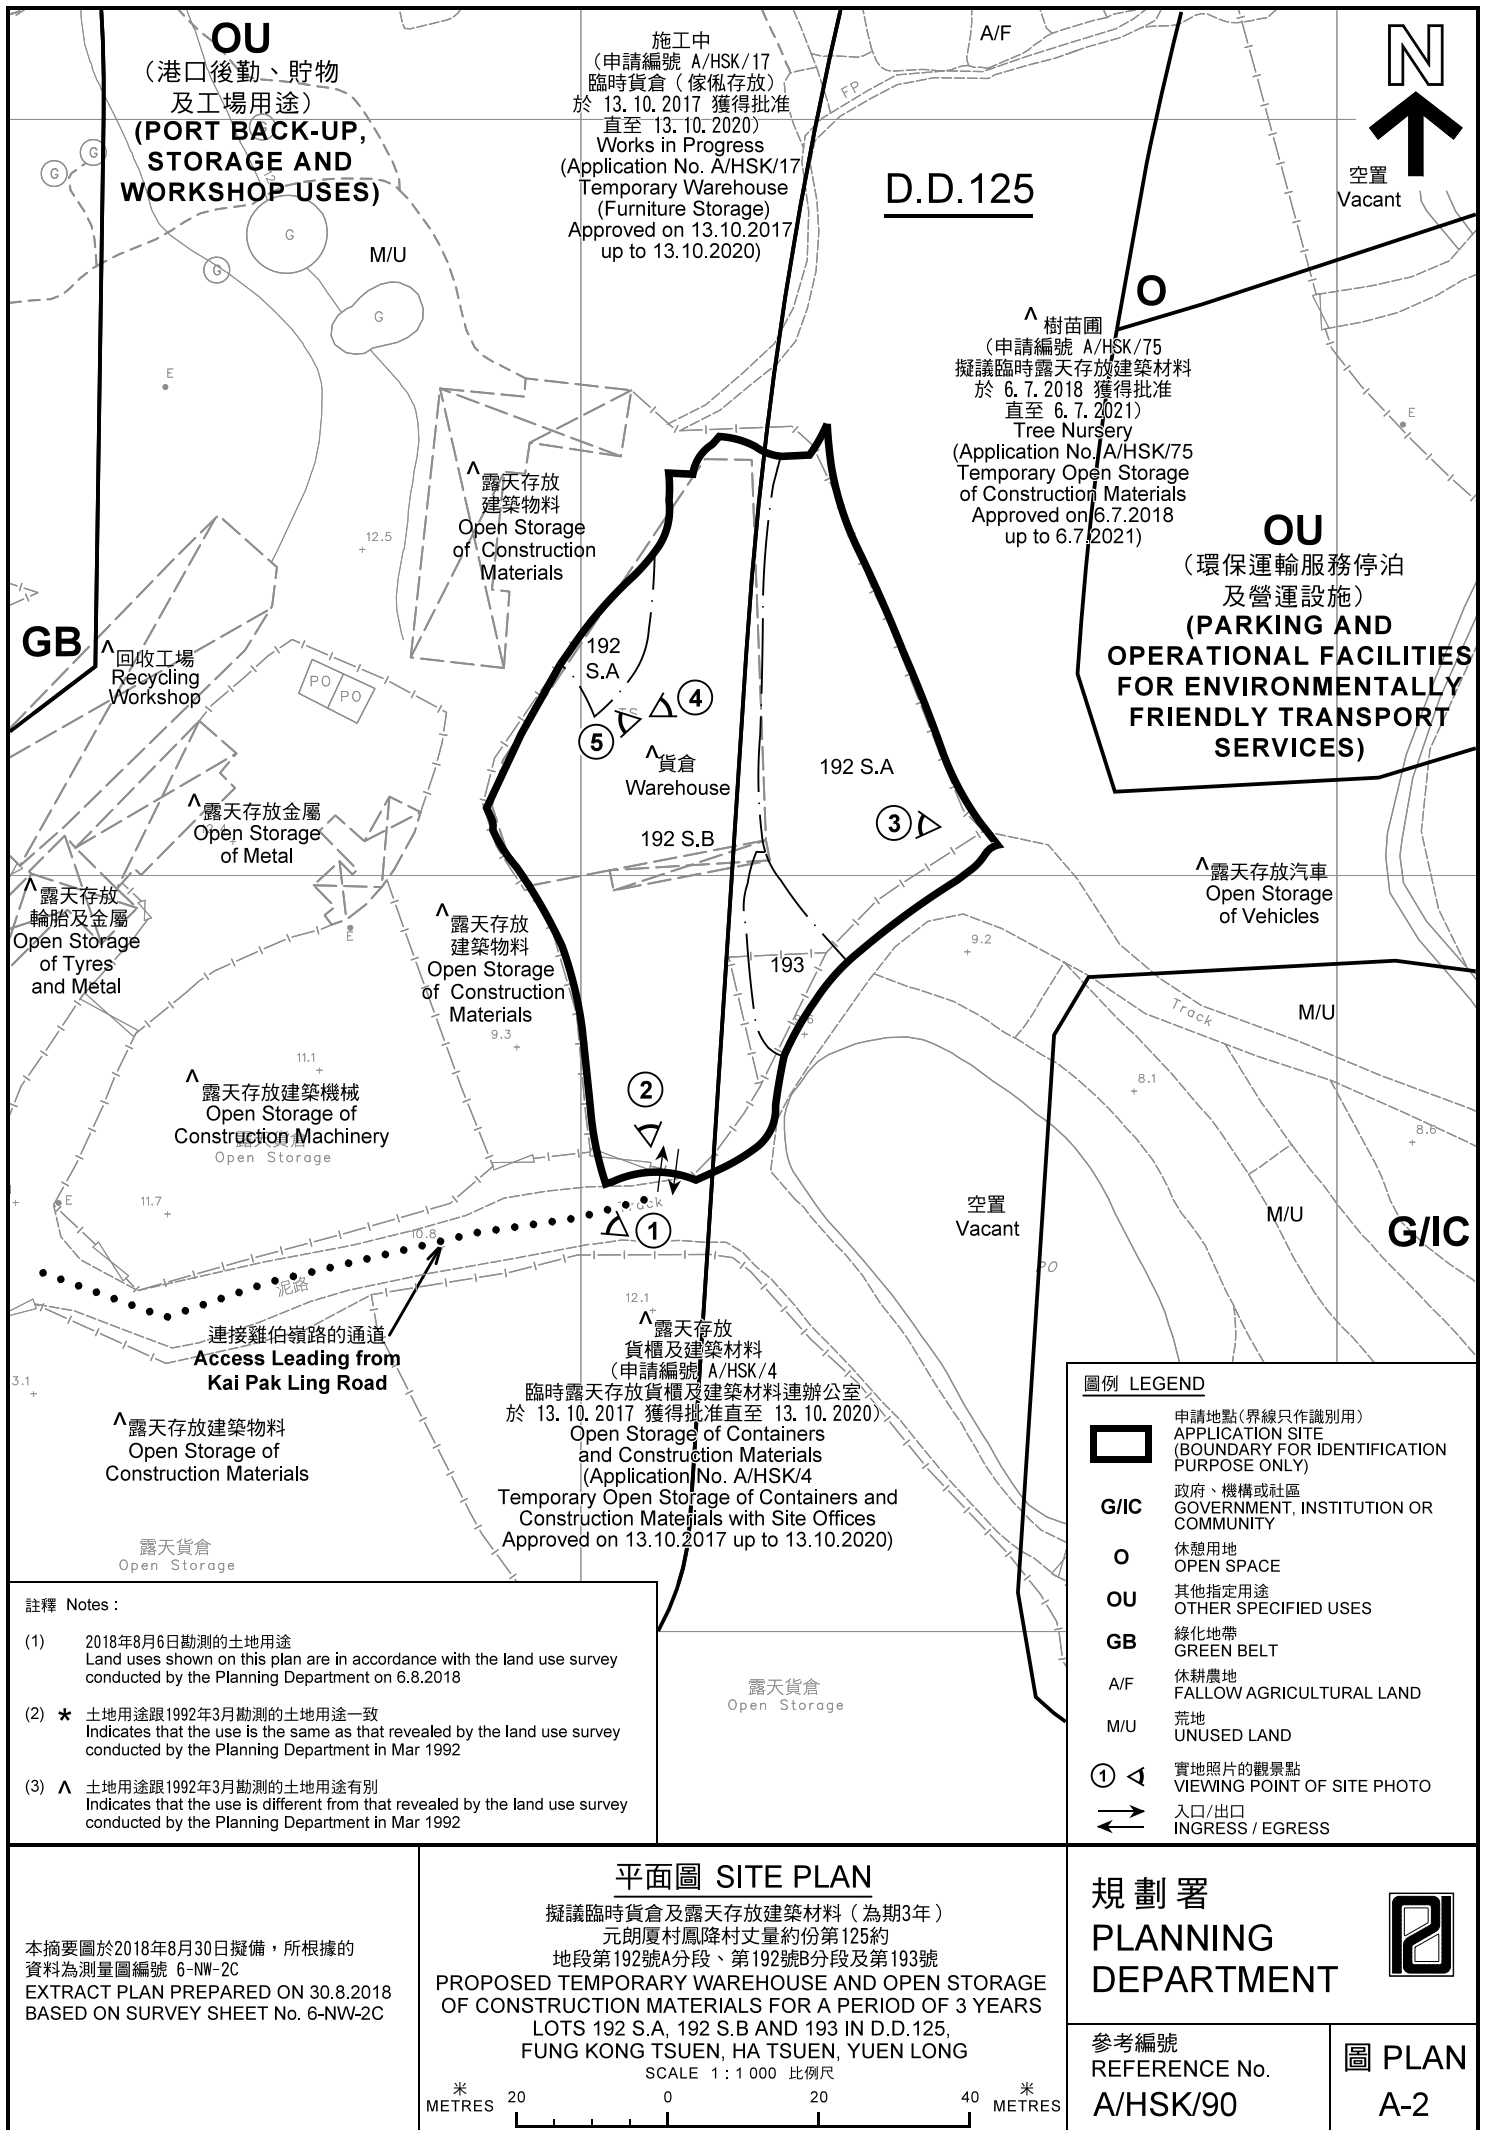 OU
（港口後勤、貯物
及工場用途）
(PORT BACK-UP,
STORAGE AND
WORKSHOP USES)
施工中
（申請編號 A/HSK/17
臨時貨倉（傢俬存放）
於 13.10.2017 獲得批准
直至 13.10.2020）
Works in Progress
(Application No. A/HSK/17
Temporary Warehouse
(Furniture Storage)
Approved on 13.10.2017
up to 13.10.2020)
A/F
FP
N
空置
Vacant
D.D.125
G
G
G
G
G
G
M/U
O
^ 樹苗圃
（申請編號 A/HSK/75
擬議臨時露天存放建築材料
於 6.7.2018 獲得批准
直至 6.7.2021）
Tree Nursery
(Application No. A/HSK/75
Temporary Open Storage
of Construction Materials
Approved on 6.7.2018
up to 6.7.2021)
E
E
^ 露天存放
建築物料
Open Storage
of Construction
Materials
12.5
OU
（環保運輸服務停泊
及營運設施）
(PARKING AND
OPERATIONAL FACILITIES
FOR ENVIRONMENTALLY
FRIENDLY TRANSPORT
SERVICES)
GB
^ 回收工場
Recycling
Workshop
PO
PO
192
S.A
TS
4
5
^ 貨倉
Warehouse
192 S.A
3
192 S.B
^ 露天存放金屬
Open Storage
of Metal
^ 露天存放汽車
Open Storage
of Vehicles
^ 露天存放
輪胎及金屬
Open Storage
of Tyres
and Metal
E
^ 露天存放
建築物料
Open Storage
of Construction
Materials
9.3
9.2
193
Track
M/U
11.1
8.1
8.6
^ 露天存放建築機械
Open Storage of
Construction Machinery
露天貨倉
Open Storage
2
E
11.7
Track
1
10.8
泥路
空置
Vacant
M/U
G/IC
PO
連接雞伯嶺路的通道
Access Leading from
Kai Pak Ling Road
3.1
12.1
^ 露天存放
貨櫃及建築材料
（申請編號 A/HSK/4
臨時露天存放貨櫃及建築材料連辦公室
於 13.10.2017 獲得批准直至 13.10.2020）
Open Storage of Containers
and Construction Materials
(Application No. A/HSK/4
Temporary Open Storage of Containers and
Construction Materials with Site Offices
Approved on 13.10.2017 up to 13.10.2020)
^ 露天存放建築物料
Open Storage of
Construction Materials
露天貨倉
Open Storage
露天貨倉
Open Storage
圖例 LEGEND
申請地點（界線只作識別用）
APPLICATION SITE
(BOUNDARY FOR IDENTIFICATION
PURPOSE ONLY)
G/IC 政府、機構或社區
GOVERNMENT, INSTITUTION OR
COMMUNITY
O 休憩用地
OPEN SPACE
OU 其他指定用途
OTHER SPECIFIED USES
GB 綠化地帶
GREEN BELT
A/F 休耕農地
FALLOW AGRICULTURAL LAND
M/U 荒地
UNUSED LAND
1 實地照片的觀景點
VIEWING POINT OF SITE PHOTO
入口/出口
INGRESS / EGRESS
註釋 Notes :
(1) 2018年8月6日勘測的土地用途
Land uses shown on this plan are in accordance with the land use survey
conducted by the Planning Department on 6.8.2018
(2) * 土地用途跟1992年3月勘測的土地用途一致
Indicates that the use is the same as that revealed by the land use survey
conducted by the Planning Department in Mar 1992
(3) ^ 土地用途跟1992年3月勘測的土地用途有別
Indicates that the use is different from that revealed by the land use survey
conducted by the Planning Department in Mar 1992
本摘要圖於2018年8月30日擬備，所根據的
資料為測量圖編號 6-NW-2C
EXTRACT PLAN PREPARED ON 30.8.2018
BASED ON SURVEY SHEET No. 6-NW-2C
平面圖 SITE PLAN
擬議臨時貨倉及露天存放建築材料（為期3年）
元朗厦村鳳降村丈量約份第125約
地段第192號A分段、第192號B分段及第193號
PROPOSED TEMPORARY WAREHOUSE AND OPEN STORAGE
OF CONSTRUCTION MATERIALS FOR A PERIOD OF 3 YEARS
LOTS 192 S.A, 192 S.B AND 193 IN D.D.125,
FUNG KONG TSUEN, HA TSUEN, YUEN LONG
SCALE 1 : 1 000 比例尺
米 METRES 20 0 20 40 米 METRES
規劃署
PLANNING
DEPARTMENT
參考編號
REFERENCE No.
A/HSK/90
圖 PLAN
A-2